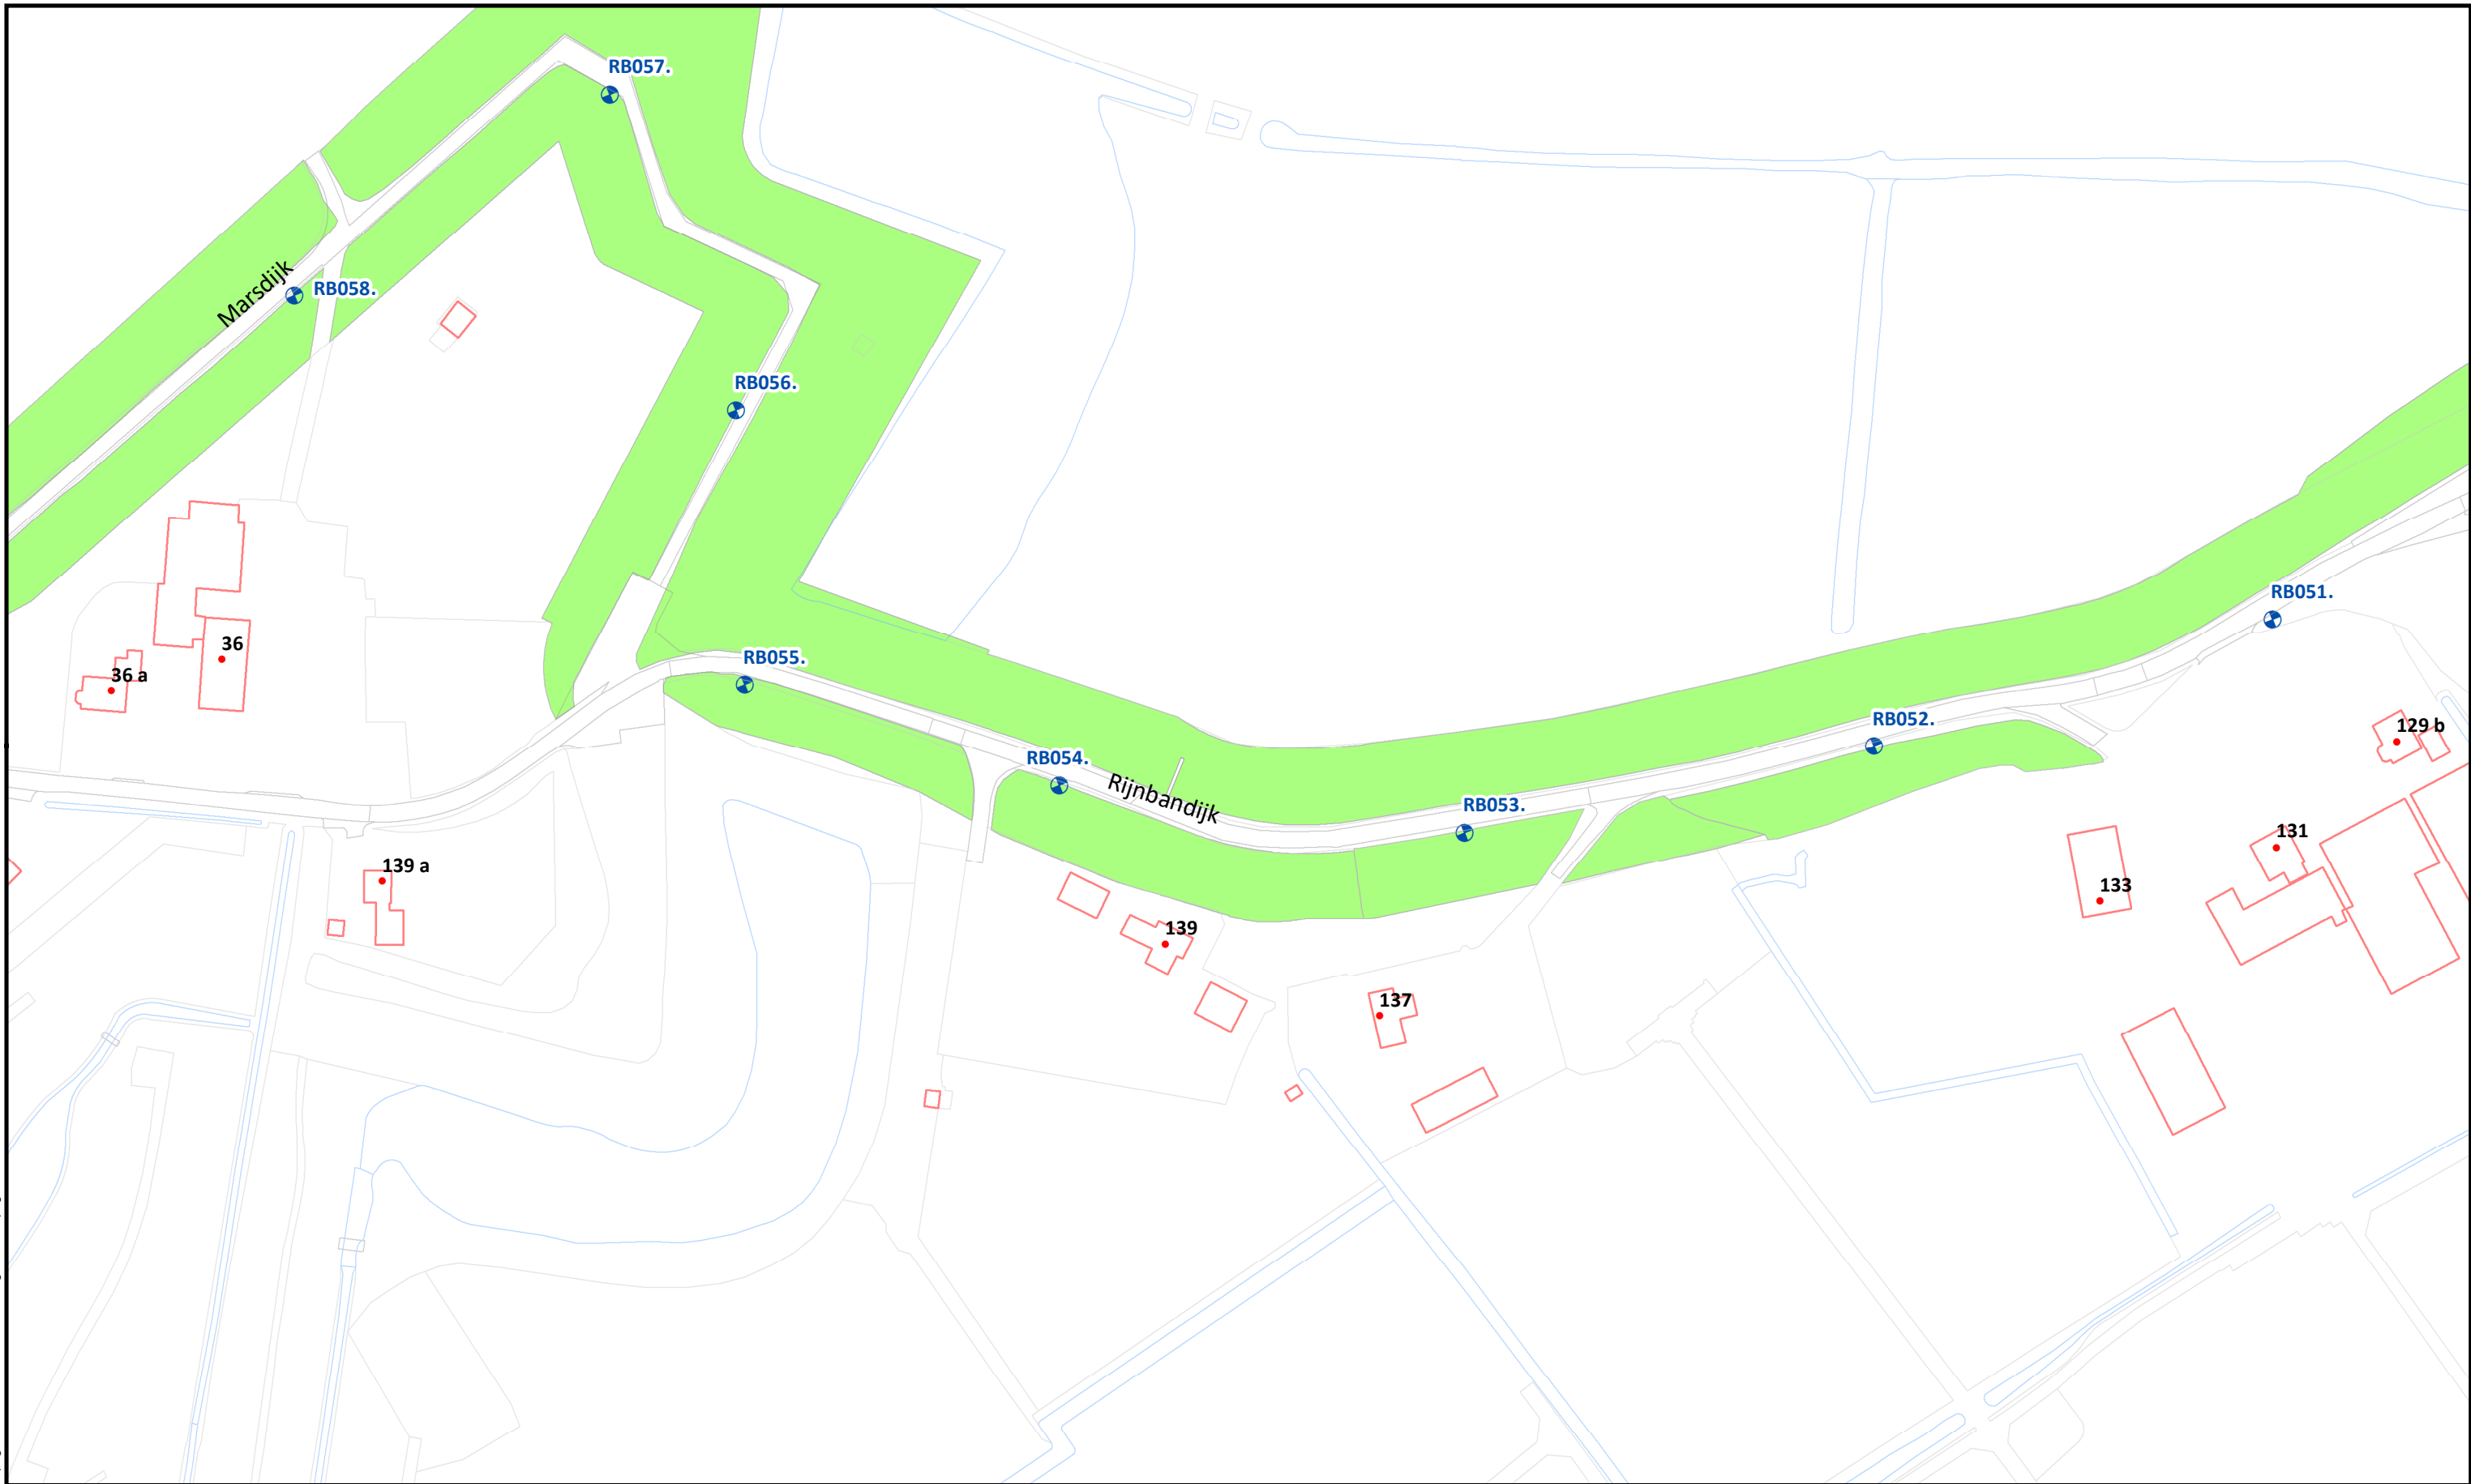 RB057.
Marsdijk
RB058.
RB056.
RB051.
36
RB055.
36 a
RB052.
129 b
RB054.
Rijnbandijk
RB053.
131
139 a
133
139
137